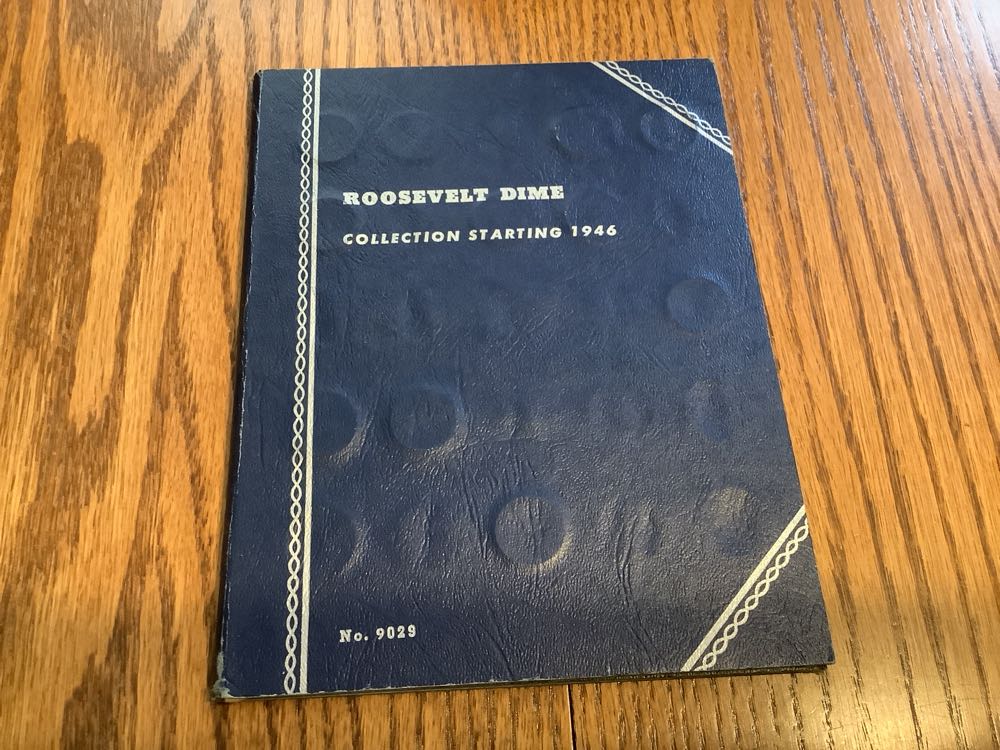 ROOSEVELT DIME
COLLECTION STARTING 1946
No. 9029